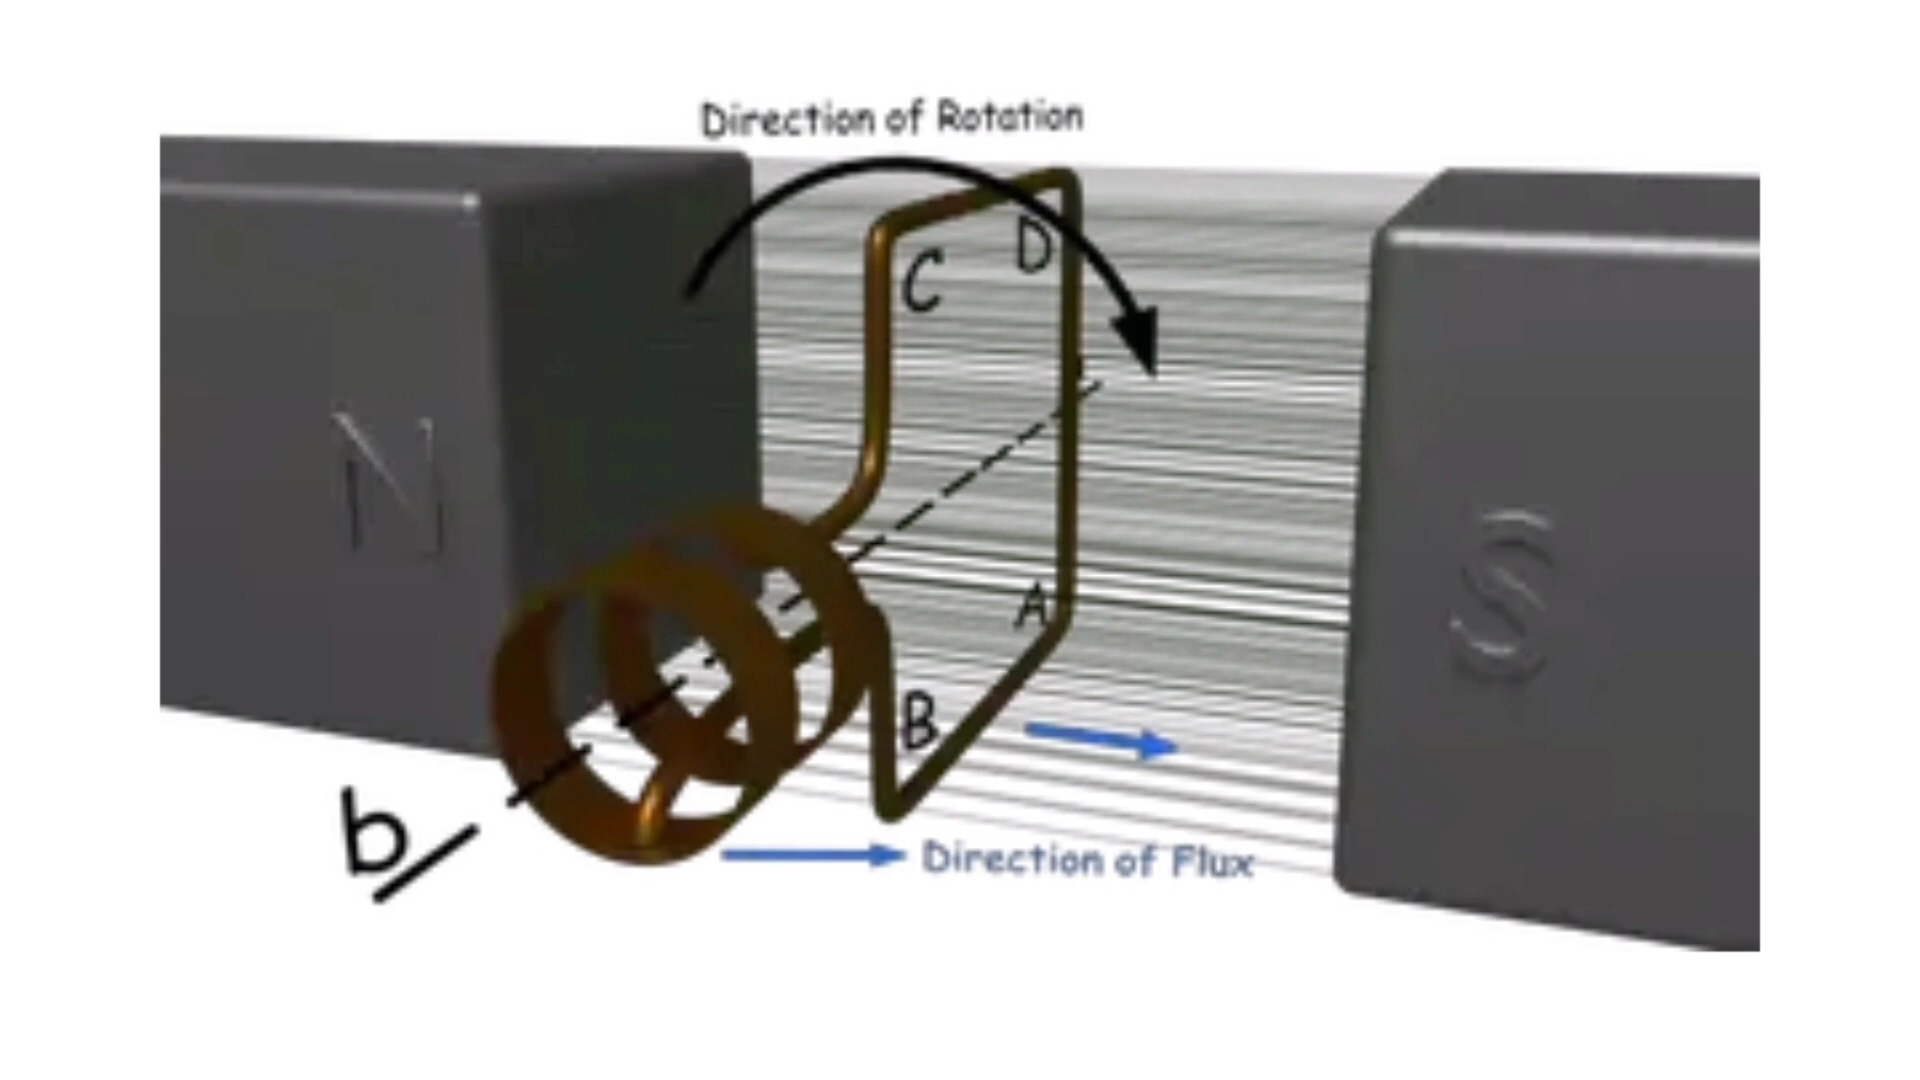 Direction of Rotation
D
C
N
S
A
B
b
Direction of Flux